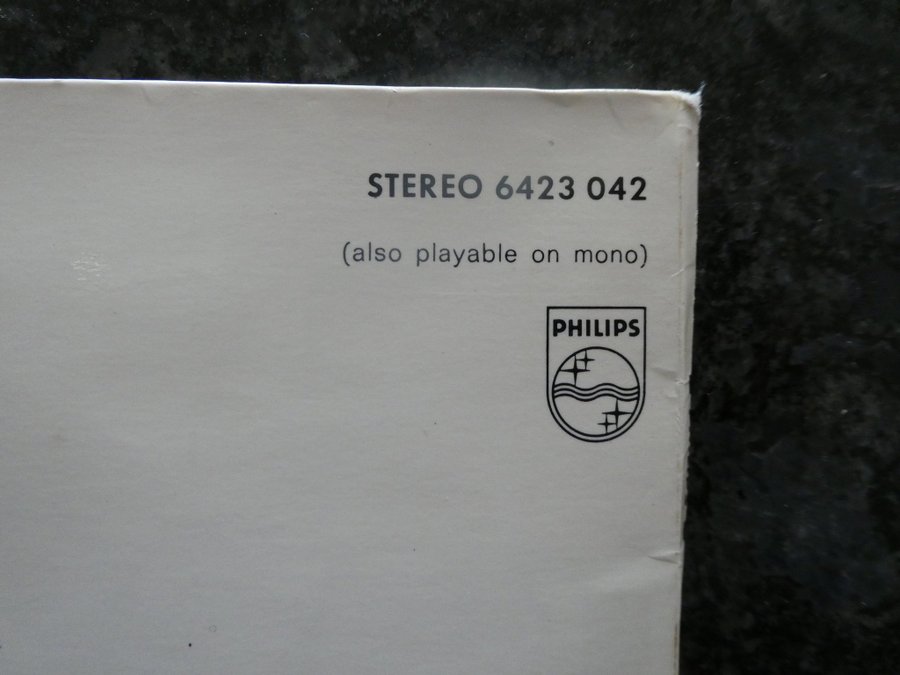 STEREO 6423 042
(also playable on mono)
PHILIPS